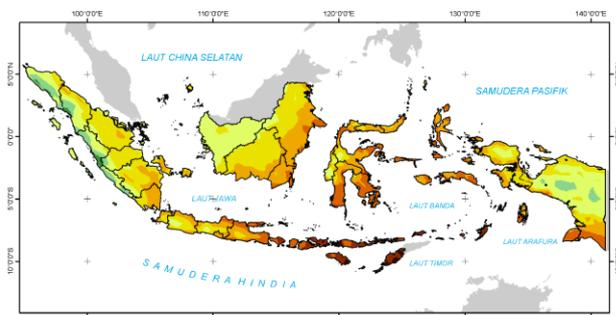 100°0'0"E 110°0'0"E 120°0'0"E 130°0'0"E 140°0'0"E
LAUT CHINA SELATAN
5°0'0"N
SAMUDERA PASIFIK
0°0'0"
LAUT JAWA
5°0'0"S
LAUT BANDA
LAUT ARAFURA
SAMUDERA HINDIA
LAUT TIMOR
10°0'0"S